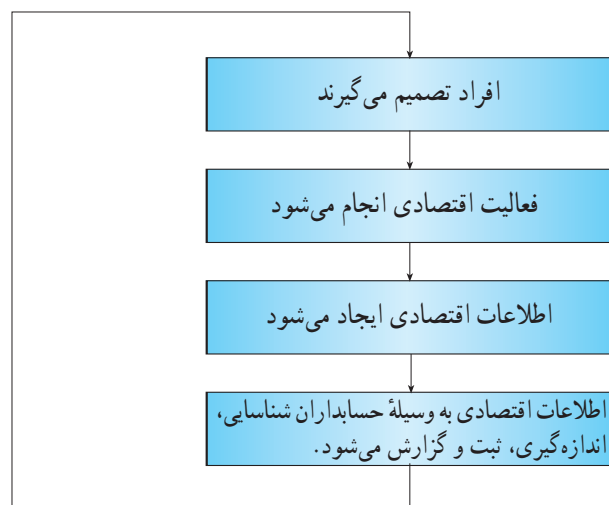 افراد تصمیم می‌گیرند
فعالیت اقتصادی انجام می‌شود
اطلاعات اقتصادی ایجاد می‌شود
اطلاعات اقتصادی به وسیلهٔ حسابداران شناسایی،
اندازه‌گیری، ثبت و گزارش می‌شود.